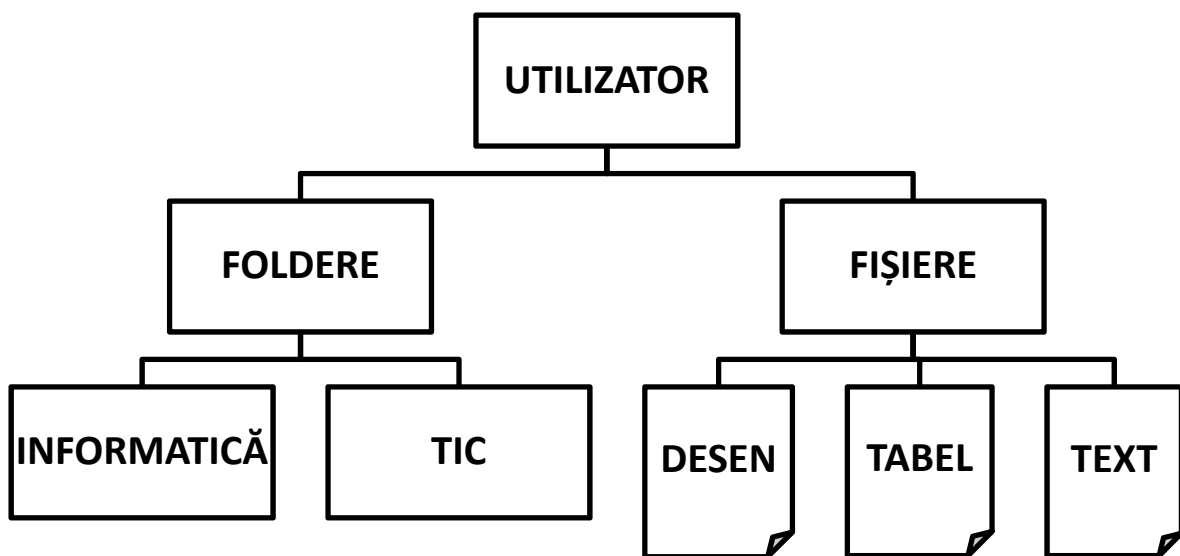 UTILIZATOR
FOLDERE
FIȘIERE
INFORMATICĂ
TIC
DESEN
TABEL
TEXT